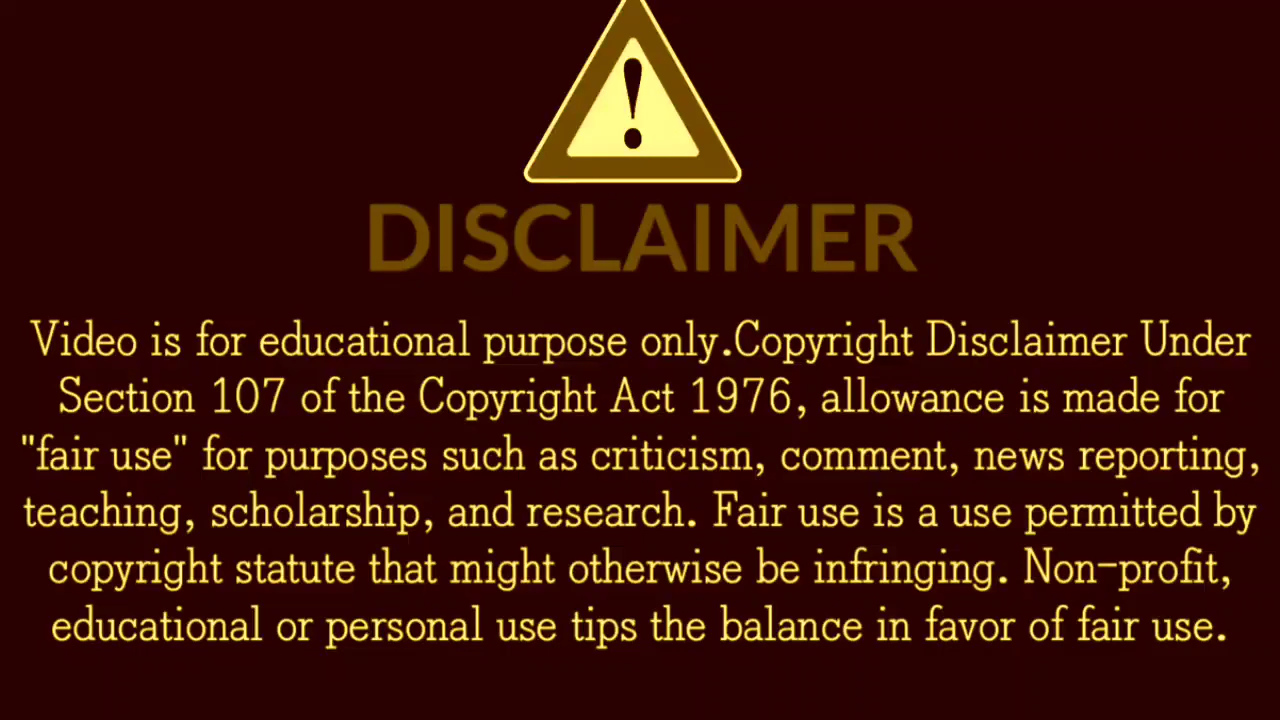 !
DISCLAIMER
Video is for educational purpose only.Copyright Disclaimer Under
Section 107 of the Copyright Act 1976, allowance is made for
"fair use" for purposes such as criticism, comment, news reporting,
teaching, scholarship, and research. Fair use is a use permitted by
copyright statute that might otherwise be infringing. Non-profit,
educational or personal use tips the balance in favor of fair use.